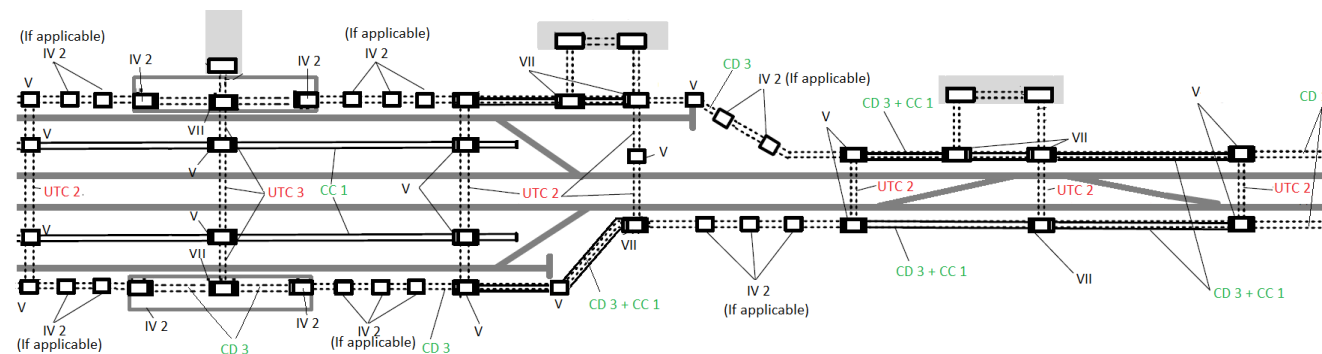 (If applicable)
IV 2
IV 2
IV 2
(If applicable)
IV 2
VII
V
CD 3
IV 2 (If applicable)
V
V
V
CD 3 + CC 1
V
CD
VII
V
V
V
VII
V
UTC 2.
UTC 3
CC 1
V
UTC 2
V
UTC 2
UTC 2
UTC 2
V
V
VII
VII
VII
CD 3 + CC 1
V
IV 2
(If applicable)
IV 2
IV 2
CD 3
IV 2
(If applicable)
CD 3
V
V
CD 3 + CC 1
IV 2
(If applicable)
CD 3 + CC 1